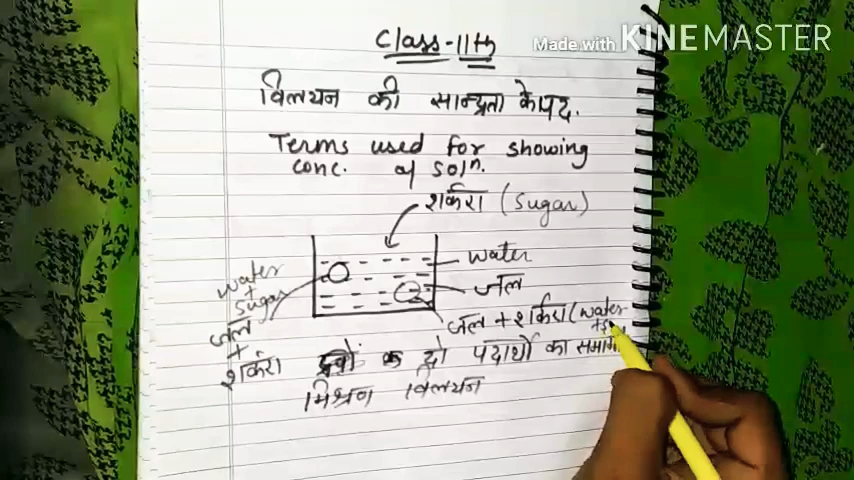 Made with KINEMASTER
Class-11th
विलयन की सान्द्रता के पद.
Terms used for showing
conc. of solⁿ.
शर्करा (Sugar)
water
जल
water
+
sugar
जल
+
शर्करा
जल + शर्करा (water
+s
दो पदार्थों का समां
मिश्रण विलयन